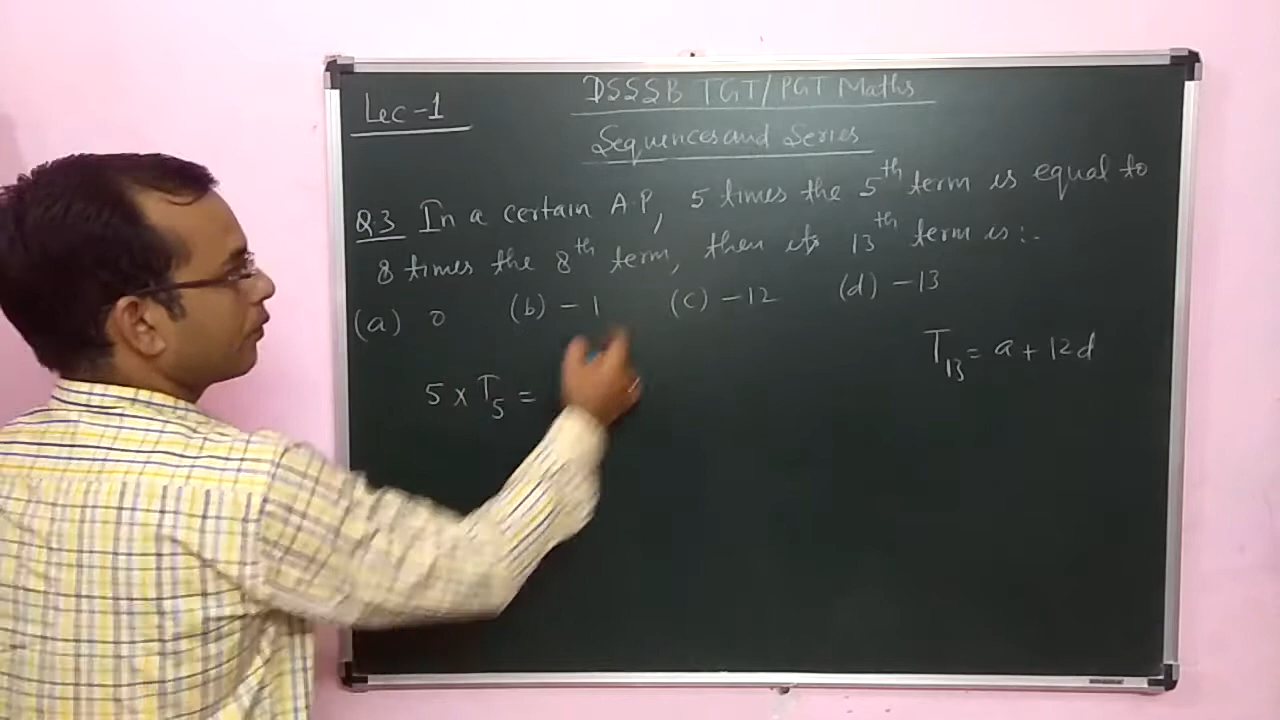 Lec-1
DSSSB TGT/PGT Maths
Sequences and Series
Q.3 In a certain A.P, 5 times the 5th term is equal to
8 times the 8th term, then its 13th term is:-
(a) 0 (b) -1 (c) -12 (d) -13
T13 = a + 12d
5 x T5 =